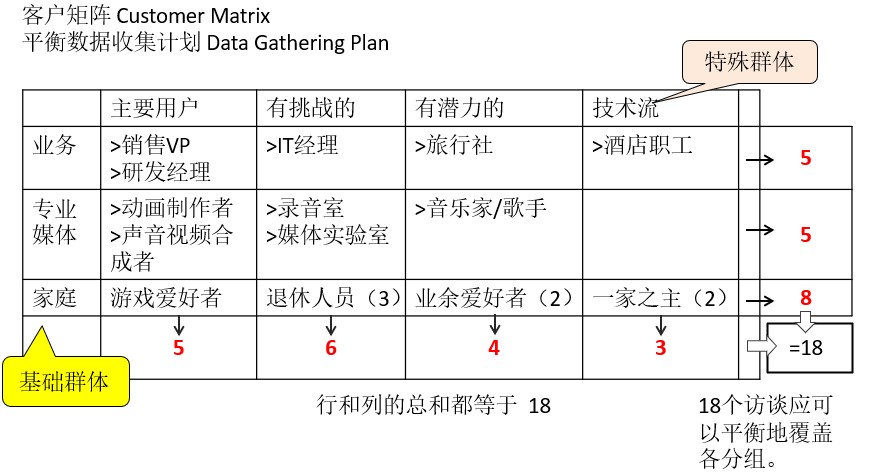 客户矩阵 Customer Matrix
平衡数据收集计划 Data Gathering Plan
特殊群体
主要用户 有挑战的 有潜力的 技术流
业务 >销售VP >IT经理 >旅行社 >酒店职工 5
>研发经理
专业 >动画制作者 >录音室 >音乐家/歌手
媒体 >声音视频合 >媒体实验室 5
成者
家庭 游戏爱好者 退休人员（3） 业余爱好者（2） 一家之主（2） 8
5 6 4 3 =18
基础群体
行和列的总和都等于 18
18个访谈应可
以平衡地覆盖
各分组。